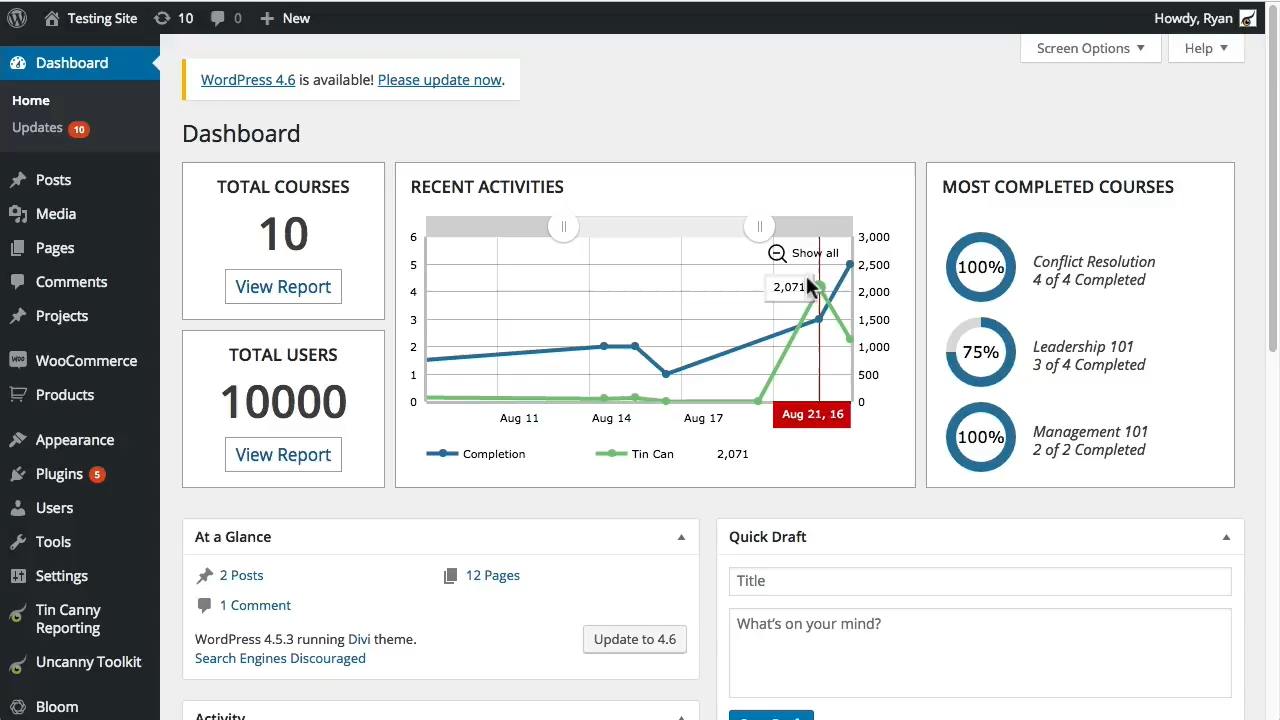 Testing Site 10 0 New Howdy, Ryan
Screen Options Help
Dashboard
Home
Updates 10
Posts
Media
Pages
Comments
Projects
WooCommerce
Products
Appearance
Plugins 5
Users
Tools
Settings
Tin Canny
Reporting
Uncanny Toolkit
Bloom
WordPress 4.6 is available! Please update now.
Dashboard
TOTAL COURSES
10
View Report
TOTAL USERS
10000
View Report
RECENT ACTIVITIES
Show all
2,071
6
5
4
3
2
1
0
3,000
2,500
2,000
1,500
1,000
500
0
Aug 11 Aug 14 Aug 17 Aug 21, 16
Completion Tin Can 2,071
MOST COMPLETED COURSES
100% Conflict Resolution
4 of 4 Completed
75% Leadership 101
3 of 4 Completed
100% Management 101
2 of 2 Completed
At a Glance
2 Posts 12 Pages
1 Comment
WordPress 4.5.3 running Divi theme.
Update to 4.6
Search Engines Discouraged
Activity
Quick Draft
Title
What's on your mind?